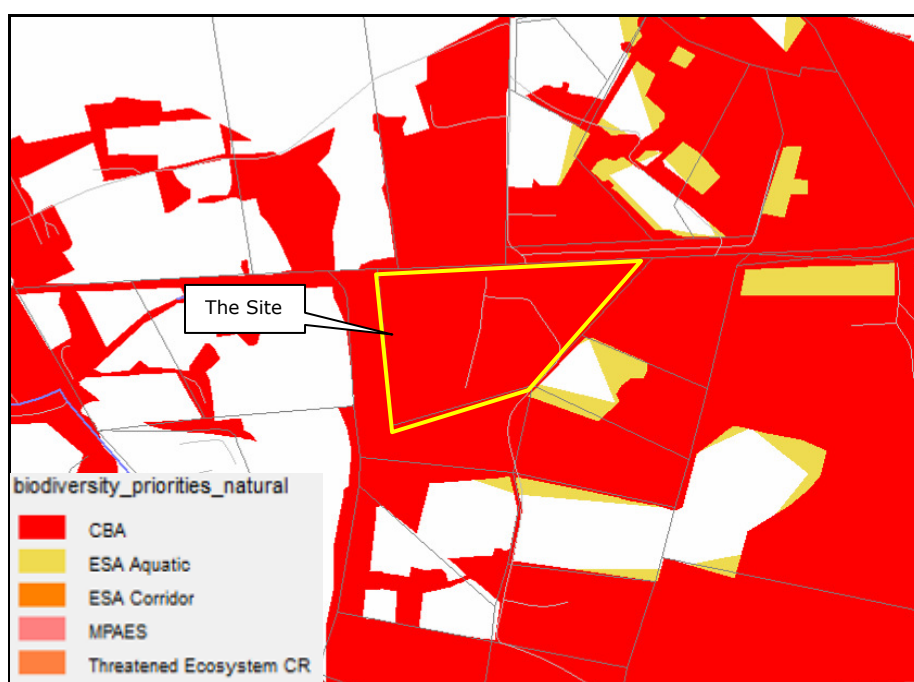 The Site
biodiversity_priorities_natural
CBA
ESA Aquatic
ESA Corridor
MPAES
Threatened Ecosystem CR